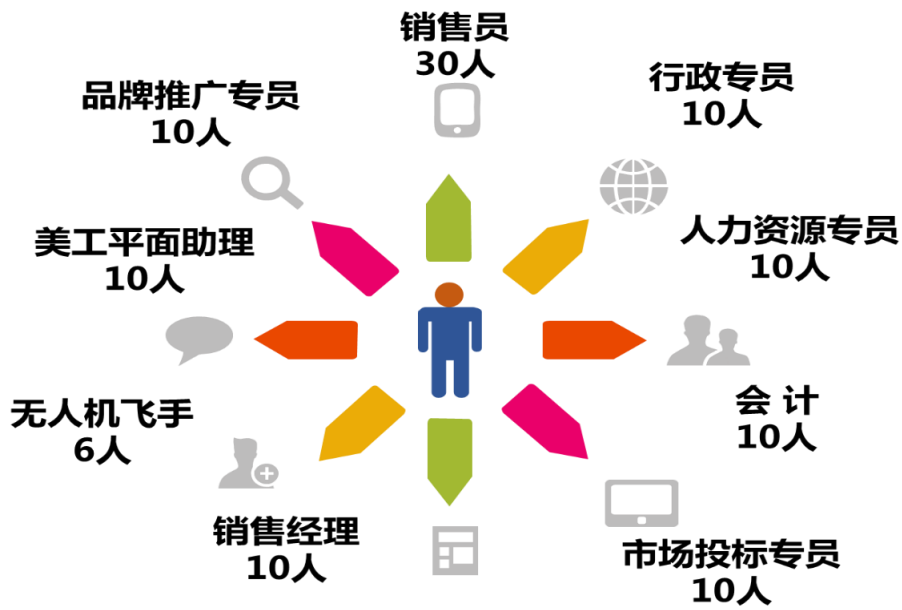 销售员
30人
行政专员
10人
品牌推广专员
10人
人力资源专员
10人
美工平面助理
10人
会 计
10人
无人机飞手
6人
销售经理
10人
市场投标专员
10人